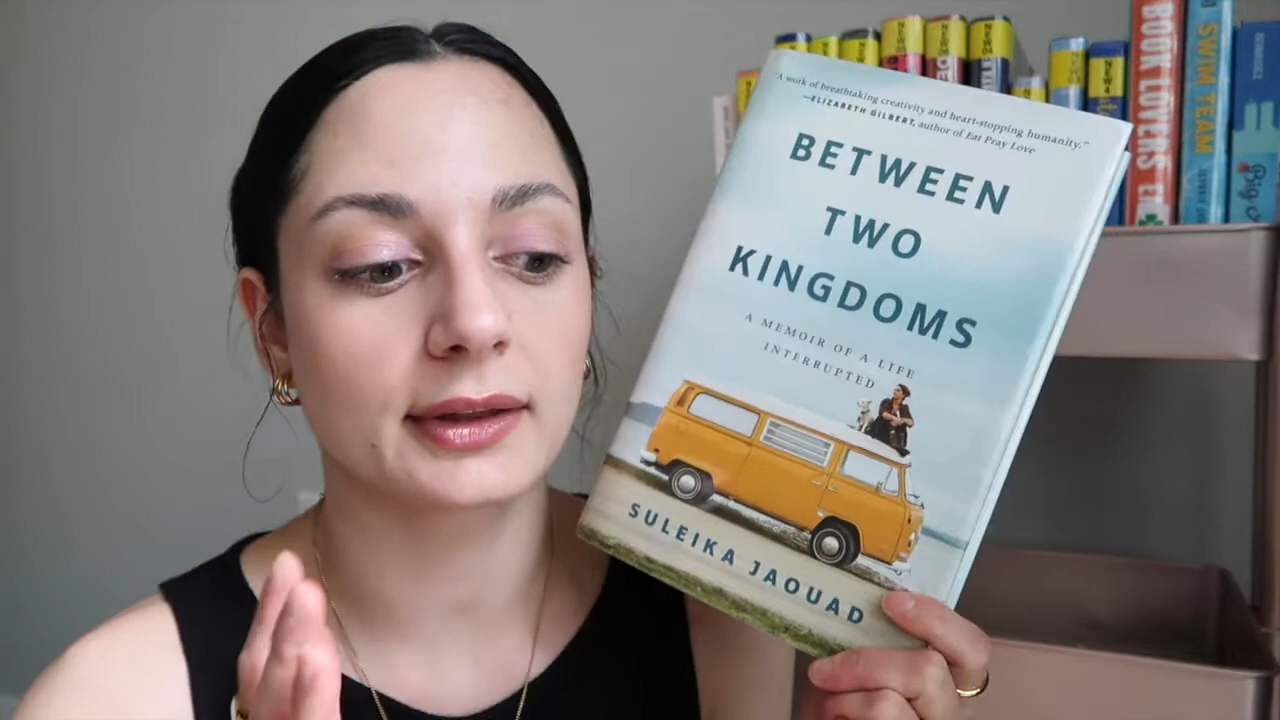 "A work of breathtaking creativity and heart-stopping humanity."
—ELIZABETH GILBERT, author of Eat Pray Love
BETWEEN
TWO
KINGDOMS
A MEMOIR OF A LIFE
INTERRUPTED
SULEIKA JAOUAD
BOOK LOVERS
SWIM TEAM